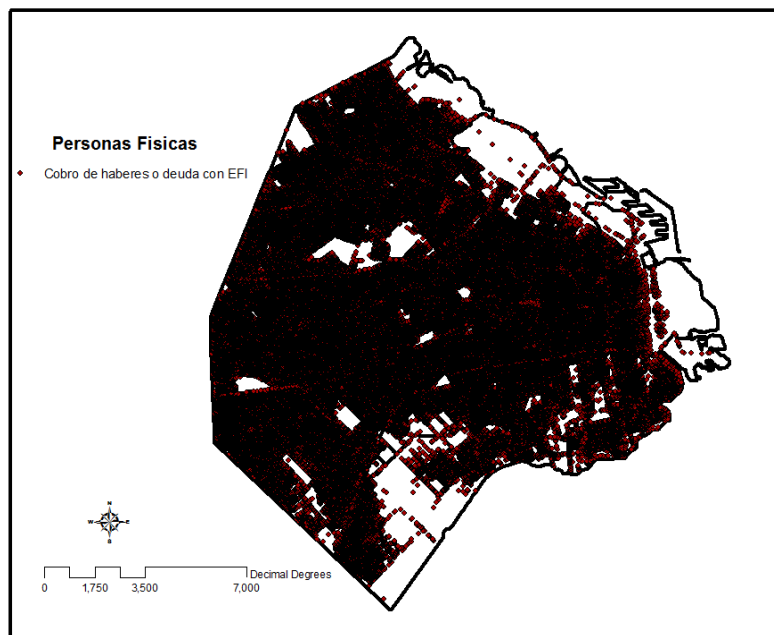 Personas Fisicas
Cobro de haberes o deuda con EFI
N
W E
S
Decimal Degrees
0 1,750 3,500 7,000